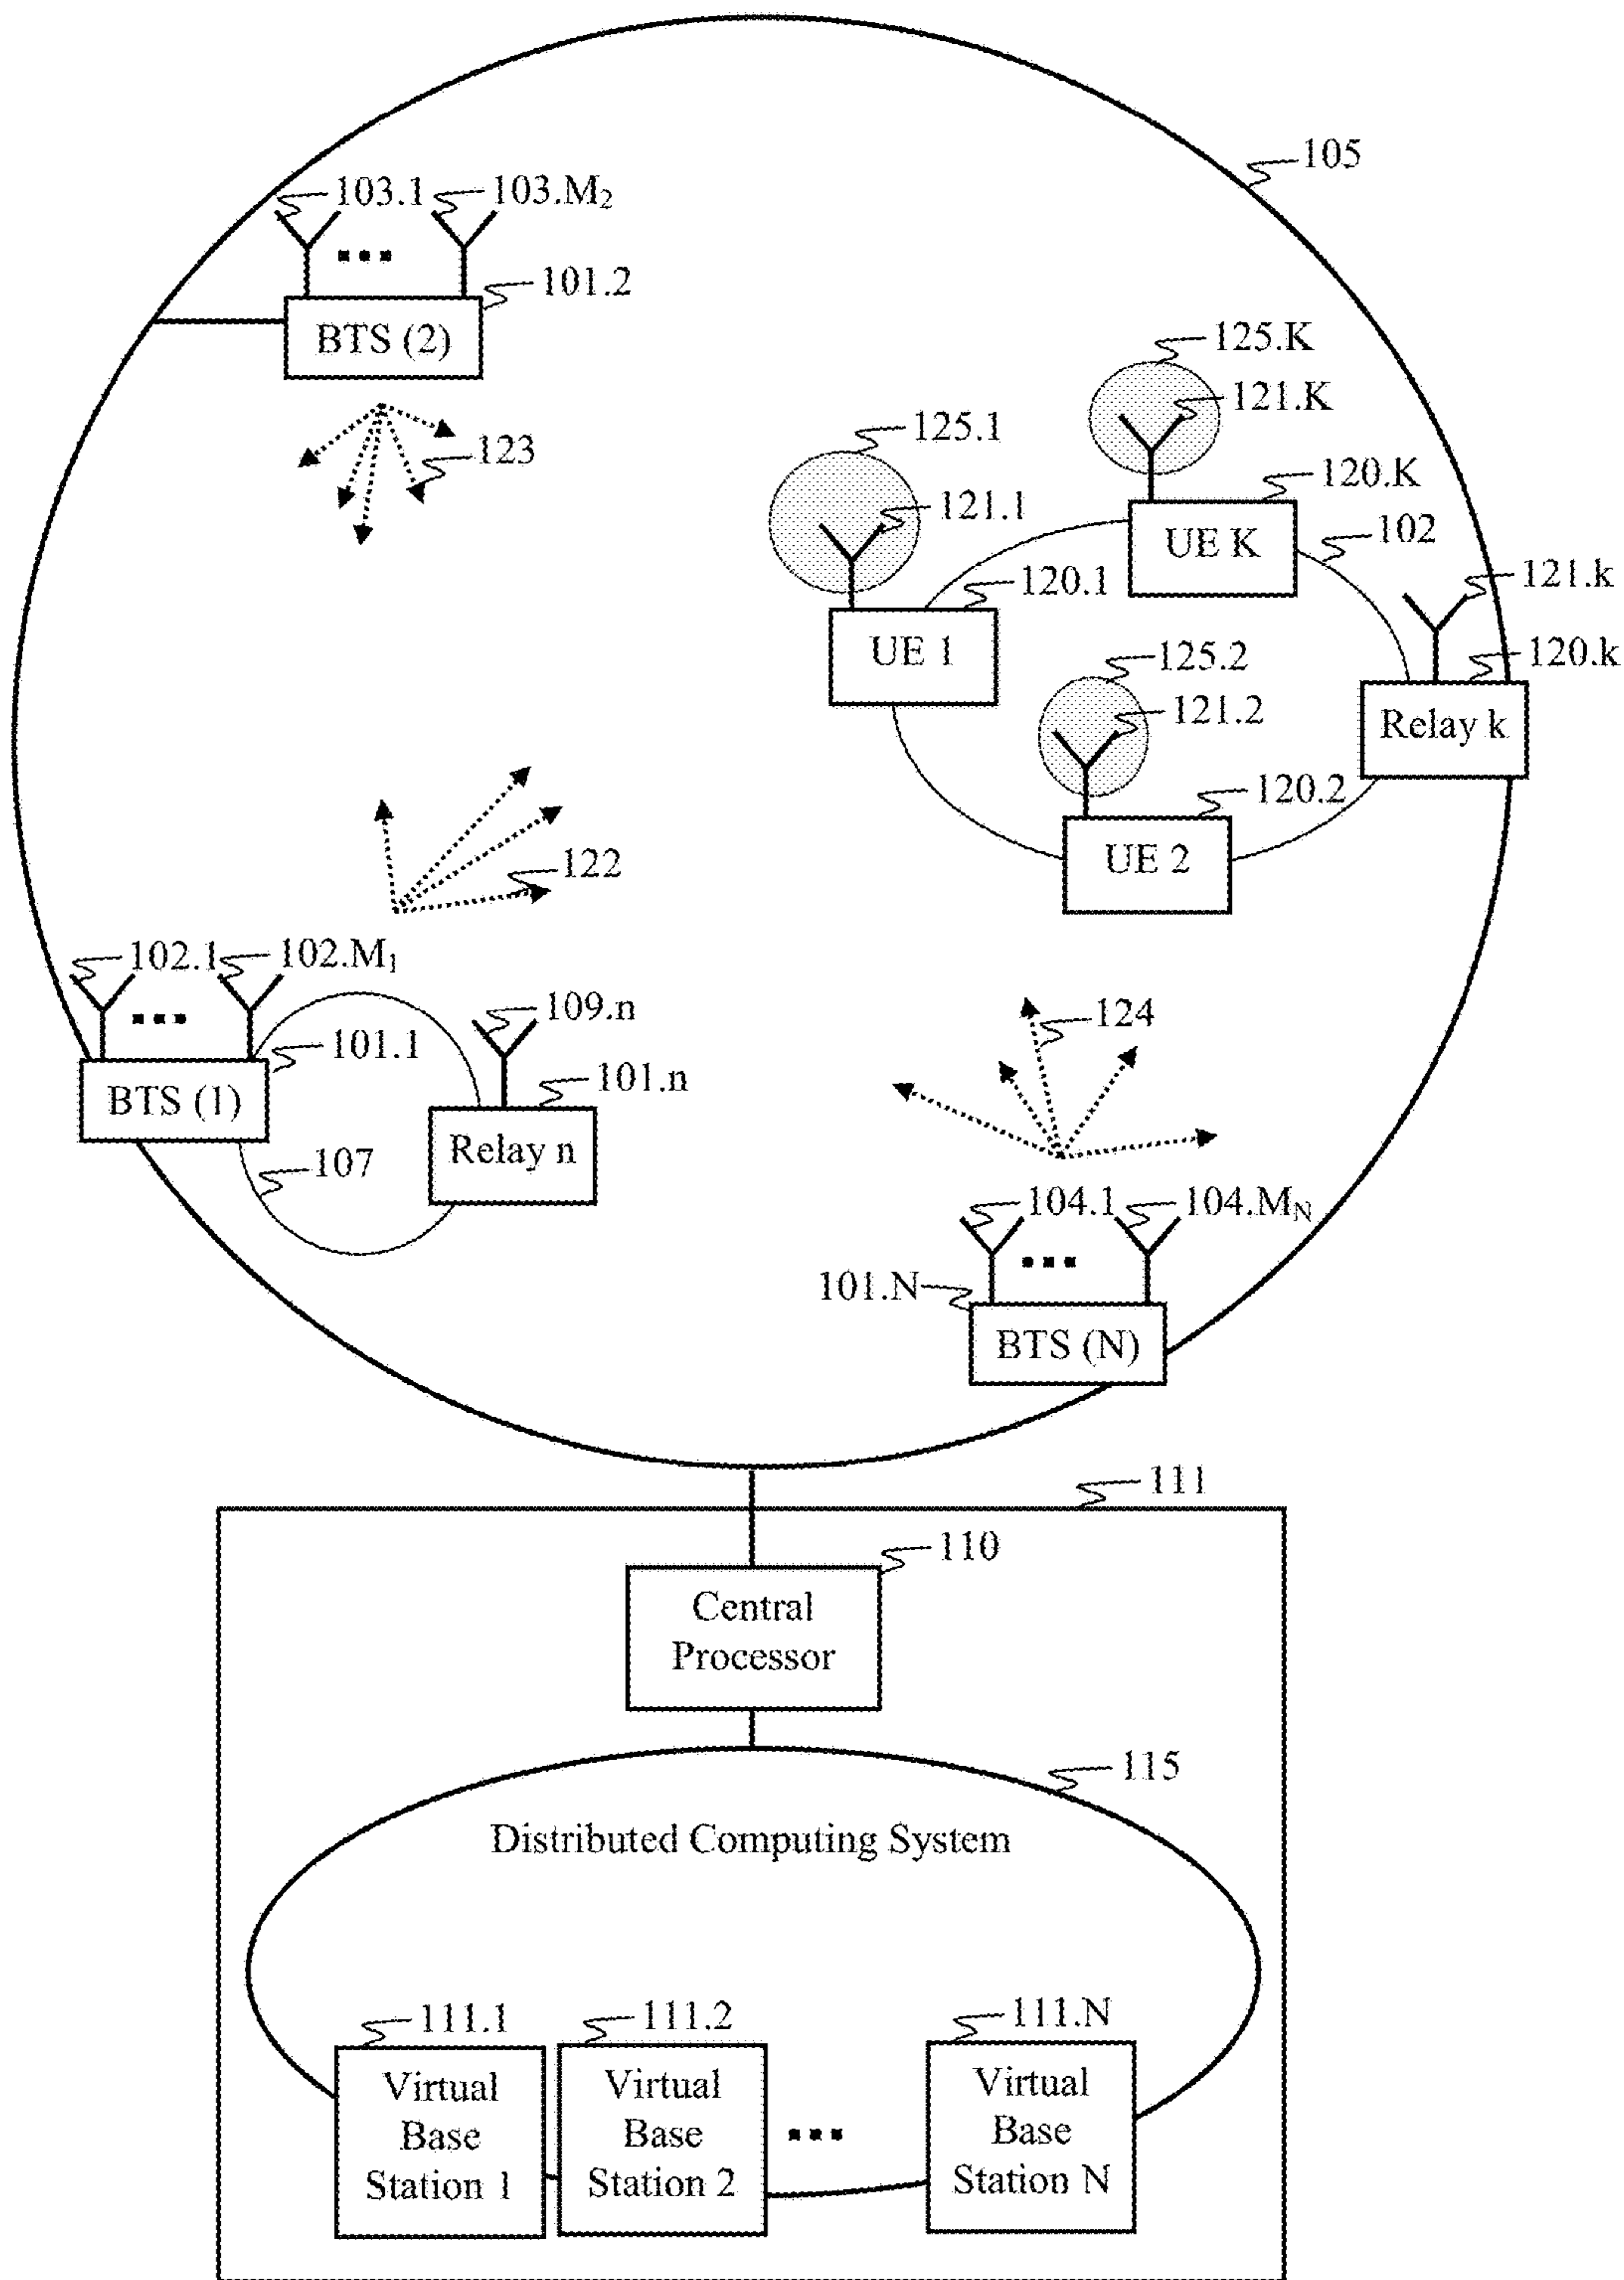 105
103.1
103.M₂
101.2
BTS (2)
123
125.K
121.K
125.1
120.K
121.1
102
UE K
120.1
121.k
UE 1
125.2
120.k
121.2
Relay k
120.2
UE 2
122
102.1
102.M₁
109.n
124
101.1
101.n
BTS (1)
Relay n
107
104.1
104.M_N
101.N
BTS (N)
111
110
Central
Processor
115
Distributed Computing System
111.1
111.2
111.N
Virtual
Base
Station 1
Virtual
Base
Station 2
Virtual
Base
Station N